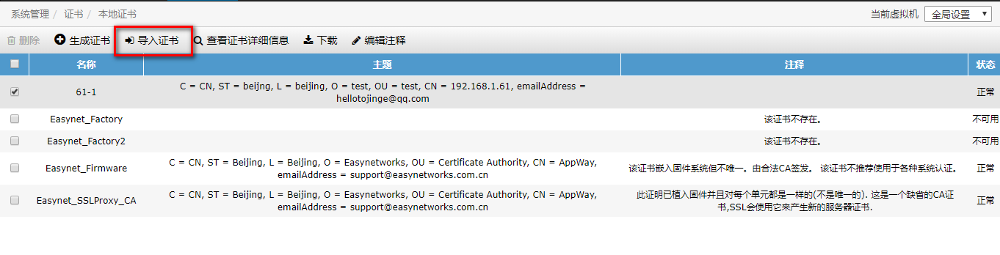 系统管理 / 证书 / 本地证书
当前虚拟机 全局设置
删除 生成证书 导入证书 查看证书详细信息 下载 编辑注释
名称 主题 注释 状态
61-1
C = CN, ST = beijng, L = beijing, O = test, OU = test, CN = 192.168.1.61, emailAddress =
hellotojinge@qq.com
正常
Easynet_Factory 该证书不存在。 不可用
Easynet_Factory2 该证书不存在。 不可用
Easynet_Firmware
C = CN, ST = Beijing, L = Beijing, O = Easynetworks, OU = Certificate Authority, CN = AppWay,
emailAddress = support@easynetworks.com.cn
该证书嵌入固件系统但不唯一。由合法CA签发。 该证书不推荐使用于各种系统认证。
正常
Easynet_SSLProxy_CA
C = CN, ST = Beijing, L = Beijing, O = Easynetworks, OU = Certificate Authority, CN = AppWay,
emailAddress = support@easynetworks.com.cn
此证明已植入固件并且对每个单元都是一样的(不是唯一的). 这是一个缺省的CA证
书,SSL会使用它来产生新的服务器证书.
正常